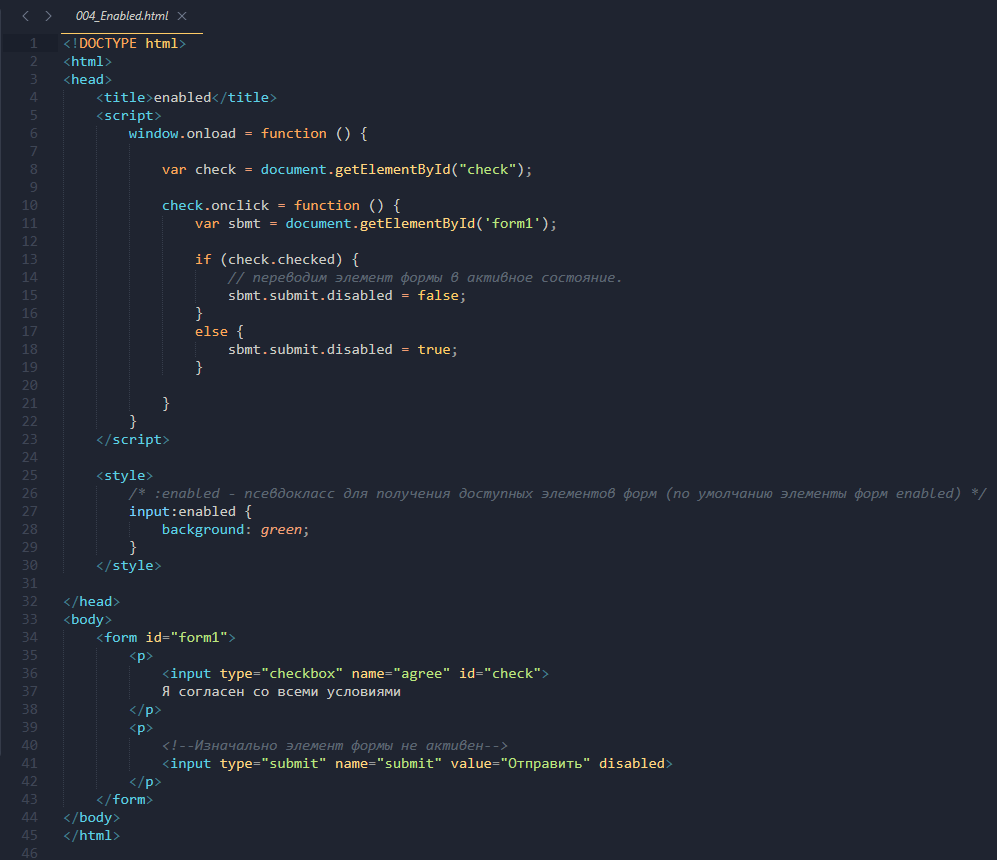 004_Enabled.html ×
1 <!DOCTYPE html>
2 <html>
3 <head>
4     <title>enabled</title>
5     <script>
6         window.onload = function () {
7
8             var check = document.getElementById("check");
9
10             check.onclick = function () {
11                 var sbmt = document.getElementById('form1');
12
13                 if (check.checked) {
14                     // переводим элемент формы в активное состояние.
15                     sbmt.submit.disabled = false;
16                 }
17                 else {
18                     sbmt.submit.disabled = true;
19                 }
20
21             }
22         }
23     </script>
24
25     <style>
26         /* :enabled - псевдокласс для получения доступных элементов форм (по умолчанию элементы форм enabled) */
27         input:enabled {
28             background: green;
29         }
30     </style>
31
32 </head>
33 <body>
34     <form id="form1">
35         <p>
36             <input type="checkbox" name="agree" id="check">
37             Я согласен со всеми условиями
38         </p>
39         <p>
40             <!--Изначально элемент формы не активен-->
41             <input type="submit" name="submit" value="Отправить" disabled>
42         </p>
43     </form>
44 </body>
45 </html>
46